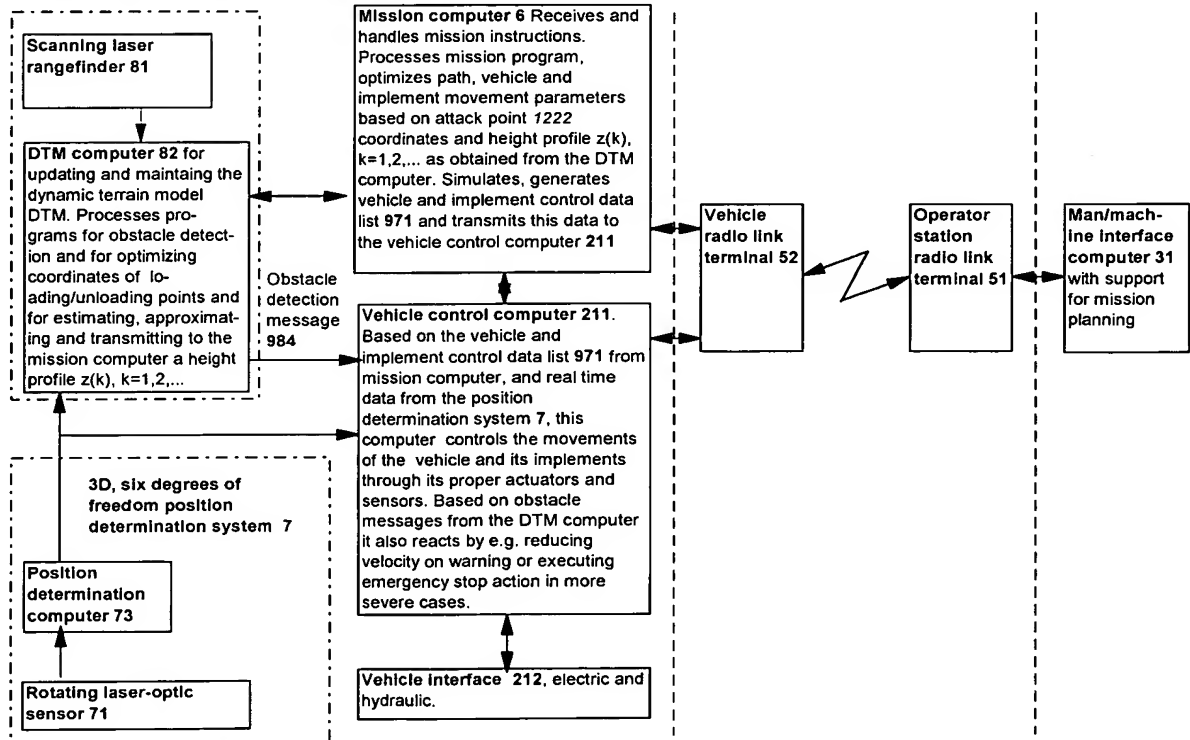 Scanning laser
rangefinder 81
DTM computer 82 for
updating and maintaing the
dynamic terrain model
DTM. Processes pro-
grams for obstacle detect-
ion and for optimizing
coordinates of lo-
ading/unloading points and
for estimating, approximat-
ing and transmitting to the
mission computer a height
profile z(k), k=1,2,...
3D, six degrees of
freedom position
determination system 7
Position
determination
computer 73
Rotating laser-optic
sensor 71
Obstacle
detection
message
984
Mission computer 6 Receives and
handles mission instructions.
Processes mission program,
optimizes path, vehicle and
implement movement parameters
based on attack point 1222
coordinates and height profile z(k),
k=1,2,... as obtained from the DTM
computer. Simulates, generates
vehicle and implement control data
list 971 and transmits this data to
the vehicle control computer 211
Vehicle control computer 211.
Based on the vehicle and
implement control data list 971 from
mission computer, and real time
data from the position
determination system 7, this
computer controls the movements
of the vehicle and its implements
through its proper actuators and
sensors. Based on obstacle
messages from the DTM computer
it also reacts by e.g. reducing
velocity on warning or executing
emergency stop action in more
severe cases.
Vehicle interface 212, electric and
hydraulic.
Vehicle
radio link
terminal 52
Operator
station
radio link
terminal 51
Man/mach-
ine interface
computer 31
with support
for mission
planning